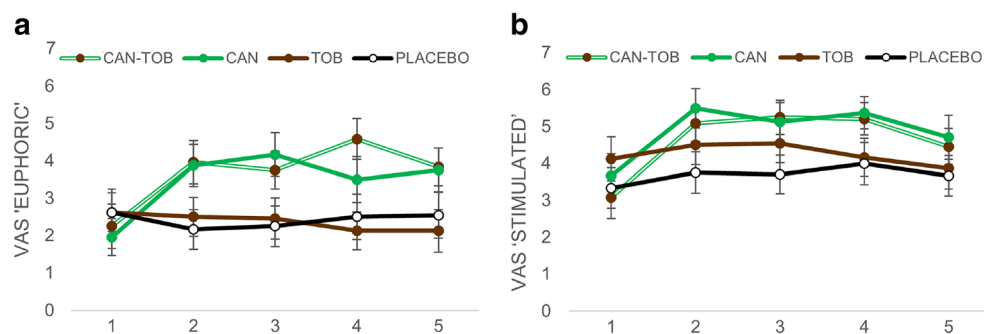 a
CAN-TOB CAN TOB PLACEBO
VAS 'EUPHORIC'
7
6
5
4
3
2
1
0
1 2 3 4 5
b
CAN-TOB CAN TOB PLACEBO
VAS ‘STIMULATED’
7
6
5
4
3
2
1
0
1 2 3 4 5